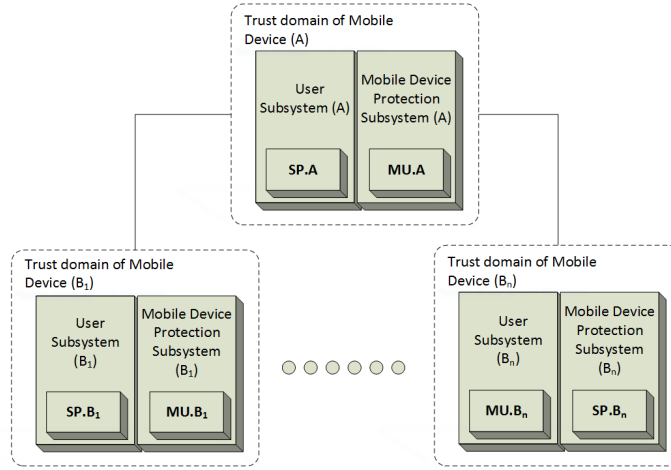 Trust domain of Mobile
Device (A)
User
Subsystem (A)
Mobile Device
Protection
Subsystem (A)
SP.A
MU.A
Trust domain of Mobile
Device (B₁)
User
Subsystem
(B₁)
Mobile Device
Protection
Subsystem
(B₁)
SP.B₁
MU.B₁
Trust domain of Mobile
Device (Bₙ)
User
Subsystem
(Bₙ)
Mobile Device
Protection
Subsystem
(Bₙ)
MU.Bₙ
SP.Bₙ